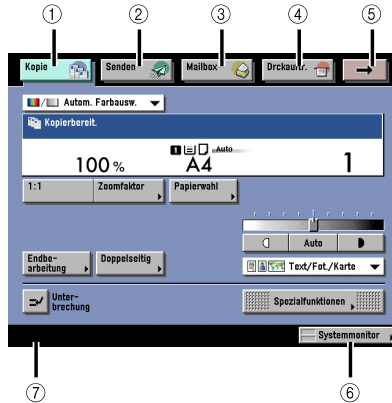 ① ② ③ ④ ⑤
Kopie Senden Mailbox Drckauftr.
Autom. Farbausw.
Kopierbereit.
100 % 1 Auto A4 1
1:1 Zoomfaktor Papierwahl
Auto
Endbe-
arbeitung
Doppelseitig
Text/Fot./Karte
Unter-
brechung
Spezialfunktionen
Systemmonitor
⑦ ⑥